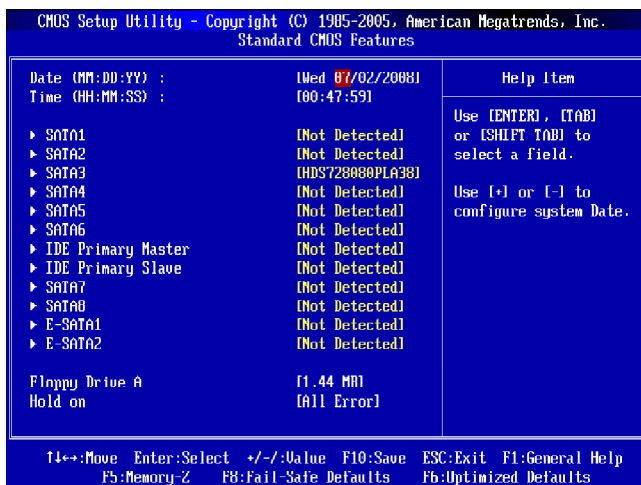 CMOS Setup Utility - Copyright (C) 1985-2005, American Megatrends, Inc.
Standard CMOS Features
Date (MM:DD:YY) : [Wed 07/02/2008]
Time (HH:MM:SS) : [00:47:59]
SATA1 [Not Detected]
SATA2 [Not Detected]
SATA3 [HDS728080PLA38]
SATA4 [Not Detected]
SATA5 [Not Detected]
SATA6 [Not Detected]
IDE Primary Master [Not Detected]
IDE Primary Slave [Not Detected]
SATA7 [Not Detected]
SATA8 [Not Detected]
E-SATA1 [Not Detected]
E-SATA2 [Not Detected]
Floppy Drive A [1.44 MB]
Hold on [All Error]
Help Item
Use [ENTER], [TAB]
or [SHIFT TAB] to
select a field.
Use [+] or [-] to
configure system Date.
↑↓←→:Move Enter:Select +/-/:Value F10:Save ESC:Exit F1:General Help
F5:Memory-Z F8:Fail-Safe Defaults F6:Optimized Defaults